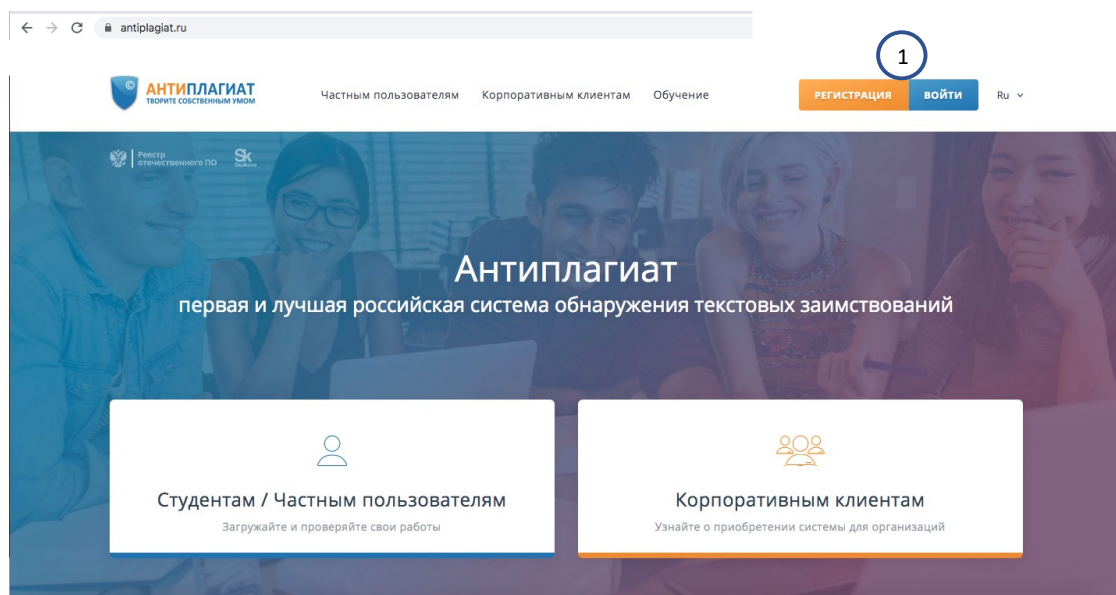 antiplagiat.ru
1
©
АНТИПЛАГИАТ
ТВОРИТЕ СОБСТВЕННЫМ УМОМ
Частным пользователям Корпоративным клиентам Обучение
РЕГИСТРАЦИЯ ВОЙТИ Ru
Реестр
отечественного ПО
Sk
Skolkovo
Антиплагиат
первая и лучшая российская система обнаружения текстовых заимствований
Студентам / Частным пользователям
Загружайте и проверяйте свои работы
Корпоративным клиентам
Узнайте о приобретении системы для организаций